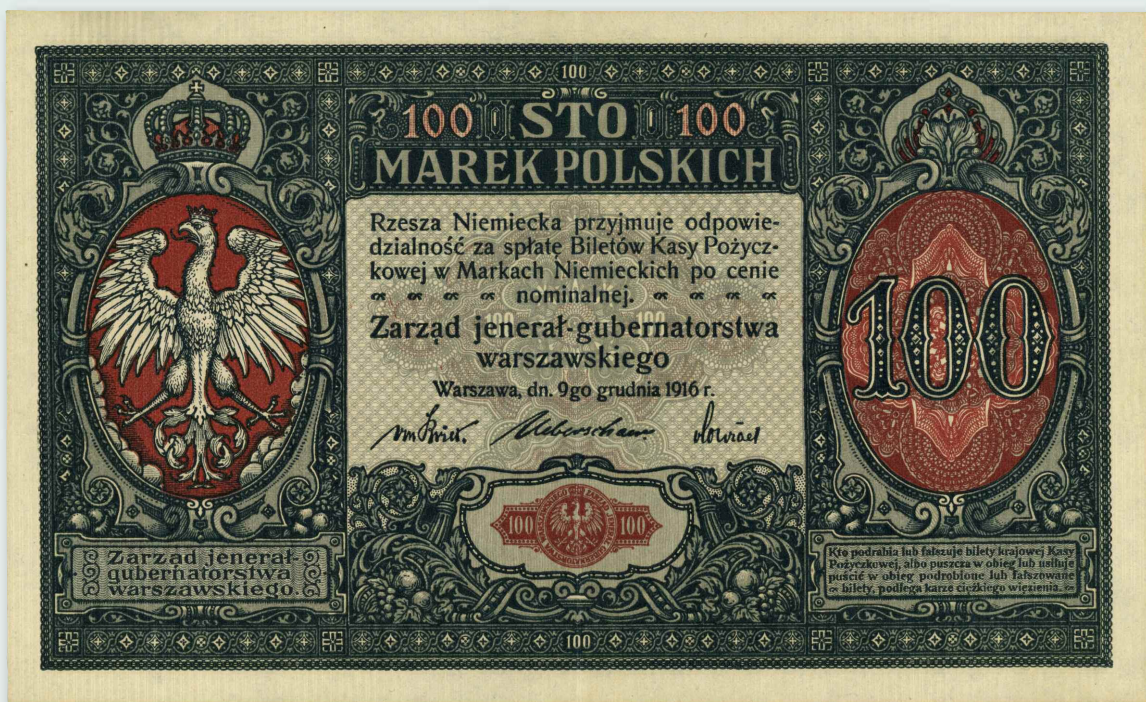 100
100 STO 100
MAREK POLSKICH
Rzesza Niemiecka przyjmuje odpowie-
dzialność za spłatę Biletów Kasy Pożycz-
kowej w Markach Niemieckich po cenie
nominalnej.
Zarząd jenerał-gubernatorstwa
warszawskiego
Warszawa, dn. 9go grudnia 1916 r.
100
100 100
Zarząd jenerał-
gubernatorstwa
warszawskiego.
Kto podrabia lub fałszuje bilety krajowej Kasy
Pożyczkowej, albo puszcza w obieg lub usiłuje
puścić w obieg podrobione lub fałszowane
bilety, podlega karze ciężkiego więzienia.
100